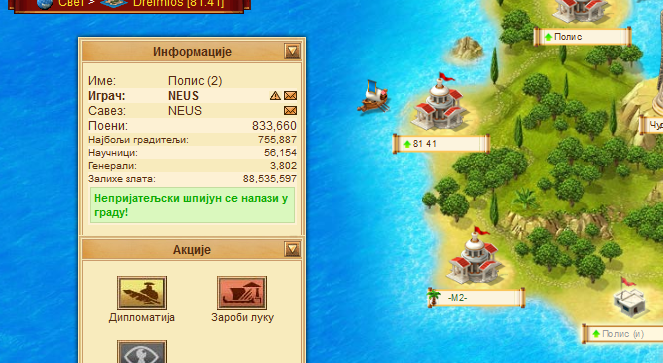 Свет > Dreimlos [81:41]
Информације
Име: Полис (2)
Играч: NEUS
Савез: NEUS
Поени: 833,660
Најбољи градитељи: 755,887
Научници: 56,154
Генерали: 3,802
Залихе злата: 88,535,597
Непријатељски шпијун се налази у
граду!
Акције
Дипломатија Зароби луку
Полис
81 41
-M2-
Полис (и)